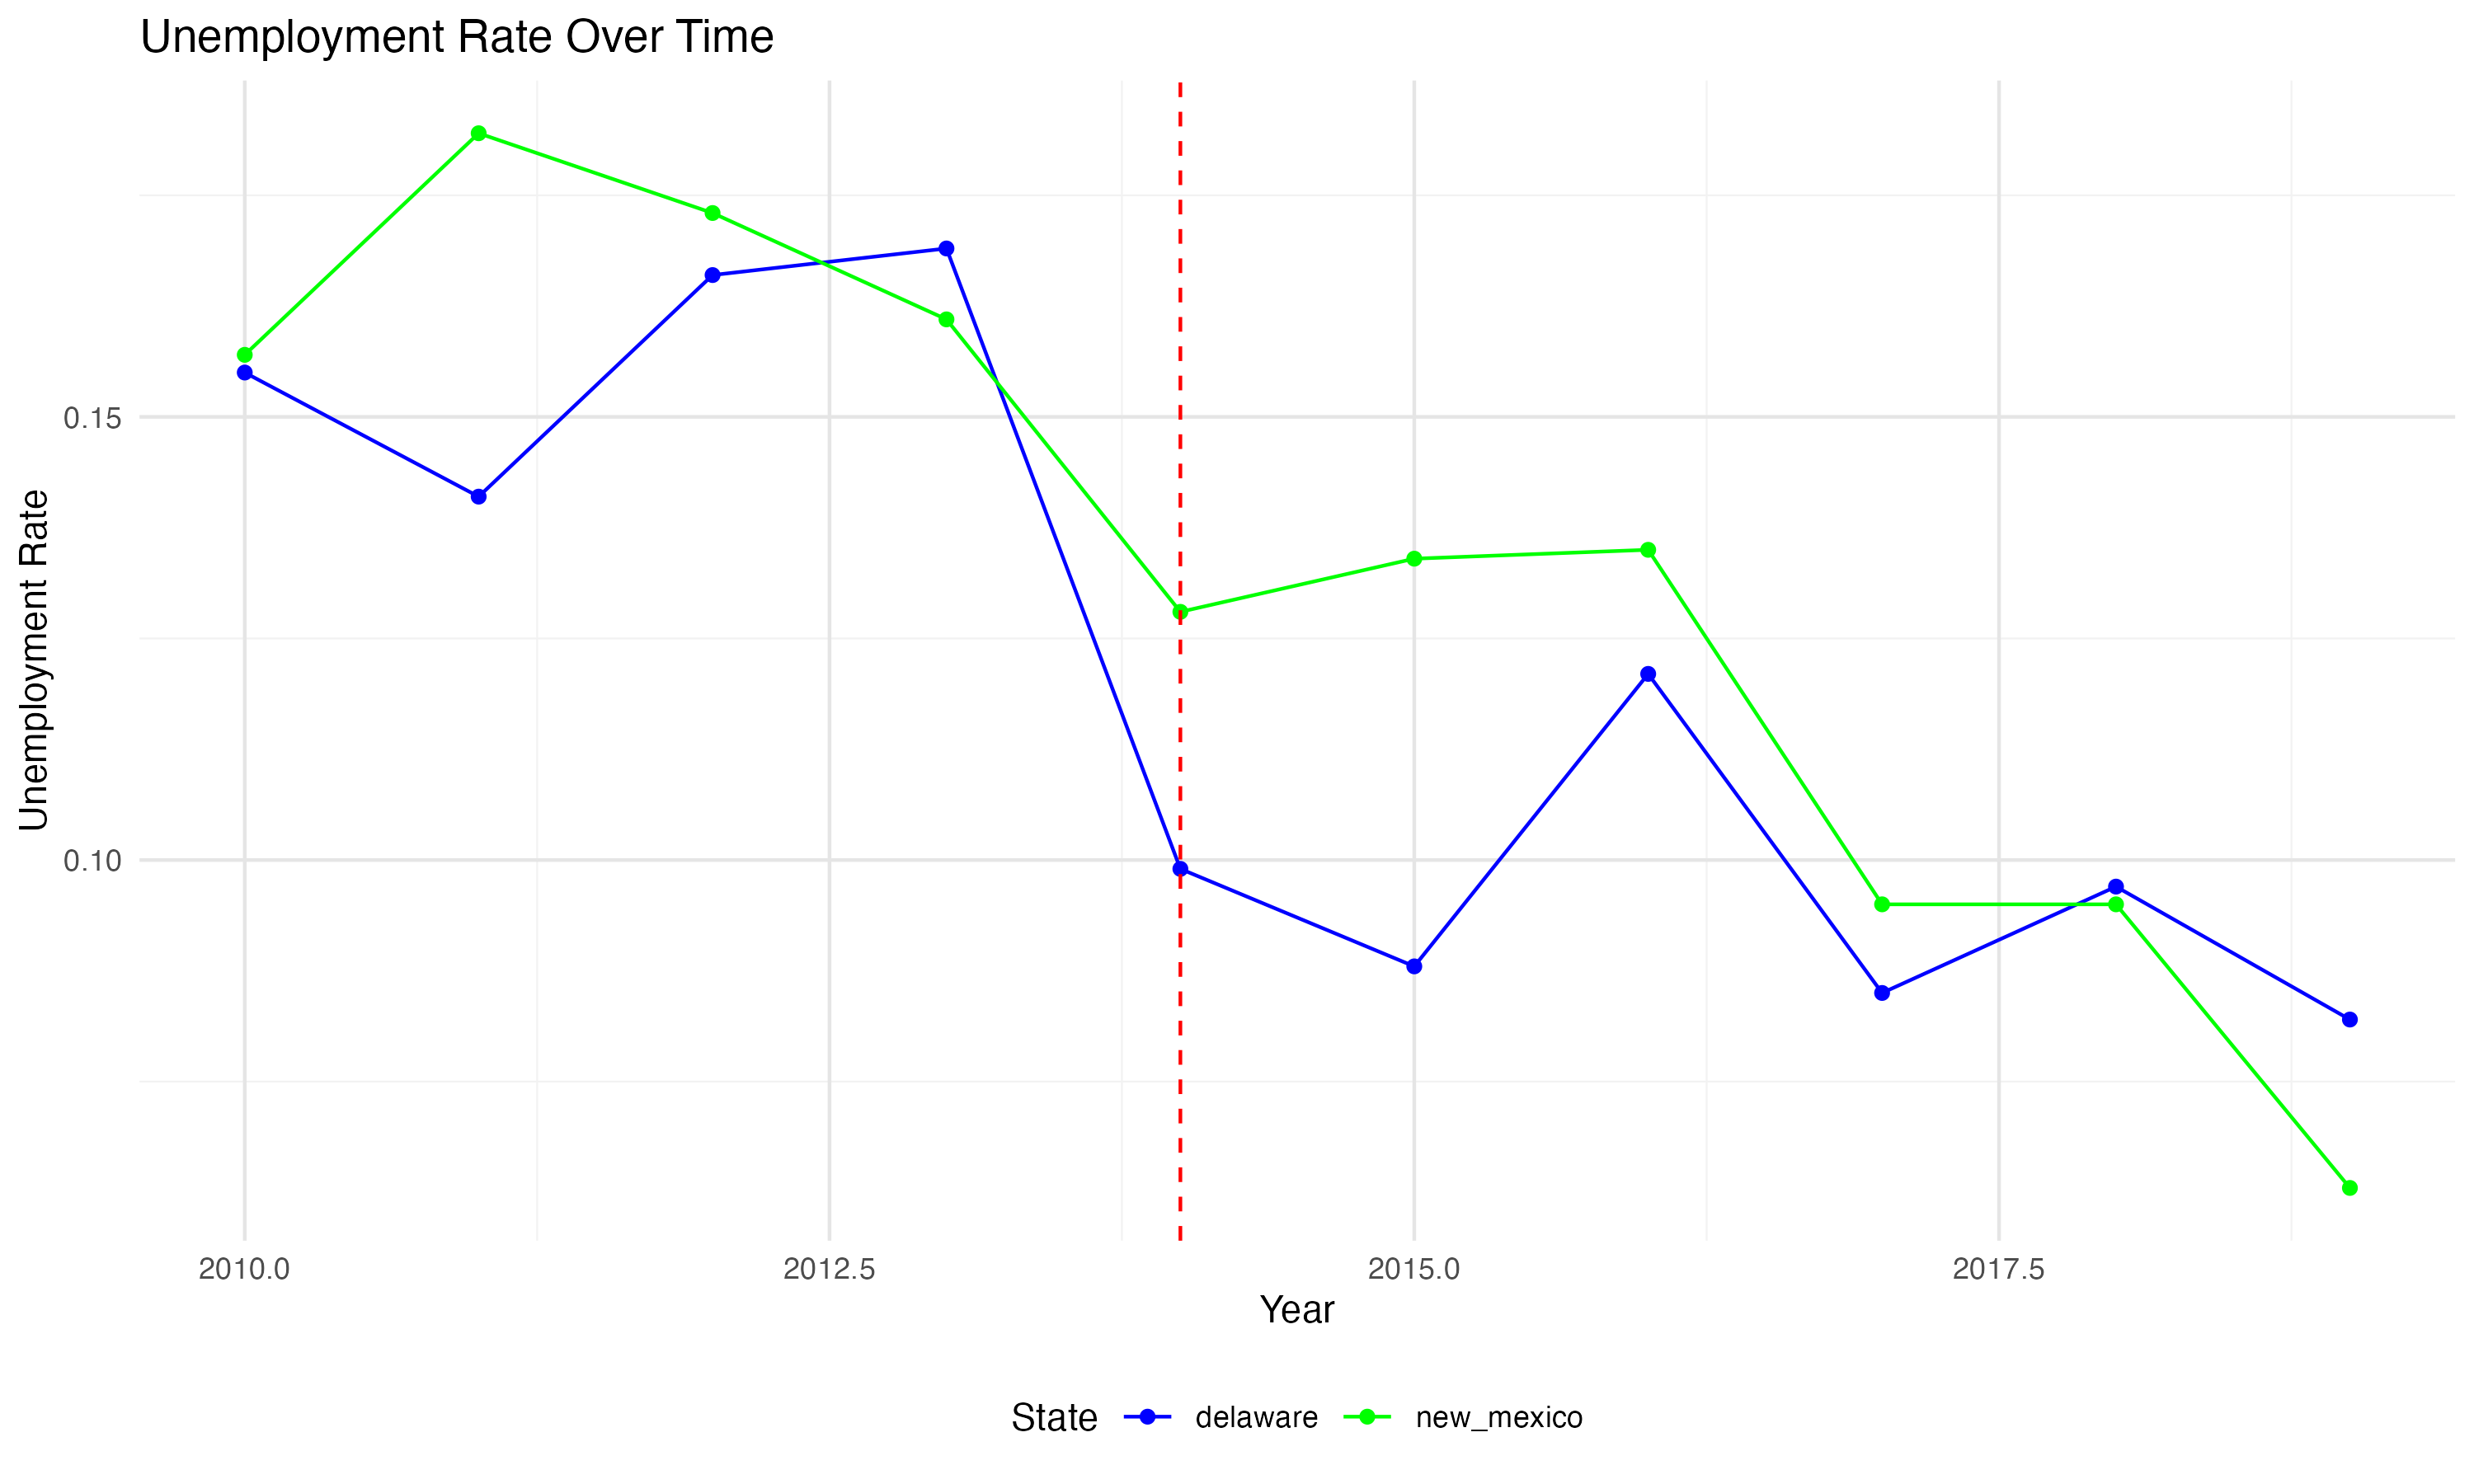 Unemployment Rate Over Time
Unemployment Rate
0.15
0.10
2010.0 2012.5 2015.0 2017.5
Year
State delaware new_mexico